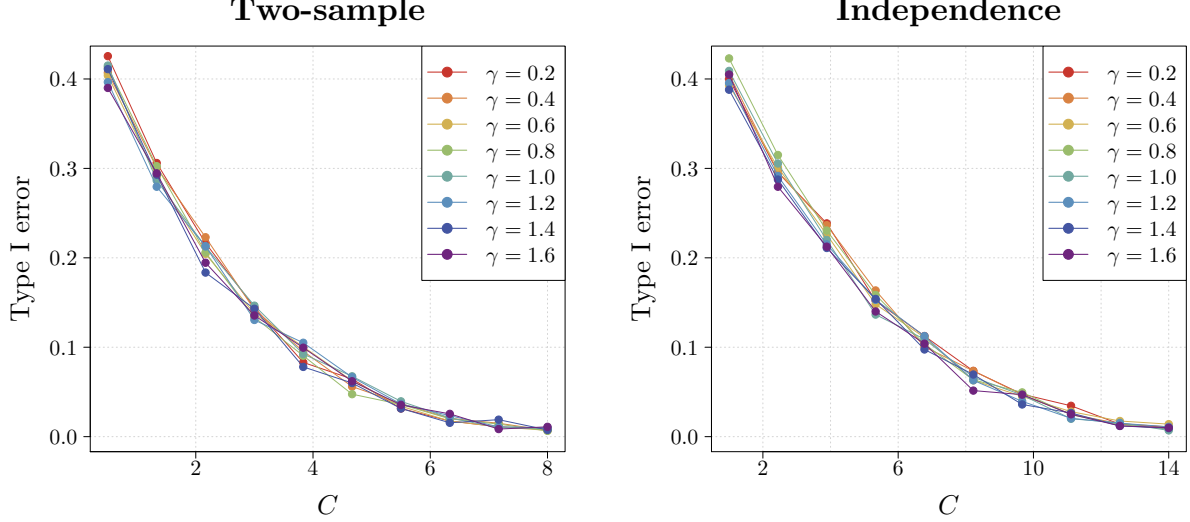 Two-sample
Type I error
0.4
0.3
0.2
0.1
0.0
2
4
6
8
C
γ = 0.2
γ = 0.4
γ = 0.6
γ = 0.8
γ = 1.0
γ = 1.2
γ = 1.4
γ = 1.6
Independence
Type I error
0.4
0.3
0.2
0.1
0.0
2
6
10
14
C
γ = 0.2
γ = 0.4
γ = 0.6
γ = 0.8
γ = 1.0
γ = 1.2
γ = 1.4
γ = 1.6